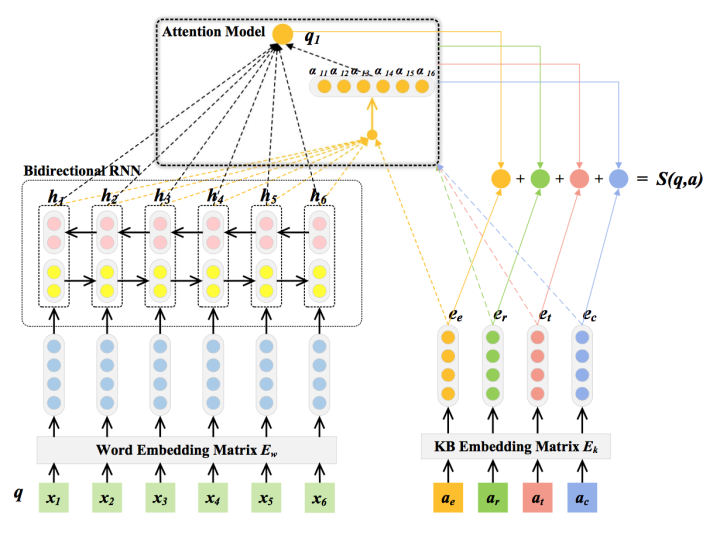 Attention Model q1
α11 α12 α13 α14 α15 α16
Bidirectional RNN
h1 h2 h3 h4 h5 h6
+ + + = S(q,a)
ee er et ec
Word Embedding Matrix Ew
KB Embedding Matrix Ek
q x1 x2 x3 x4 x5 x6
ae ar at ac